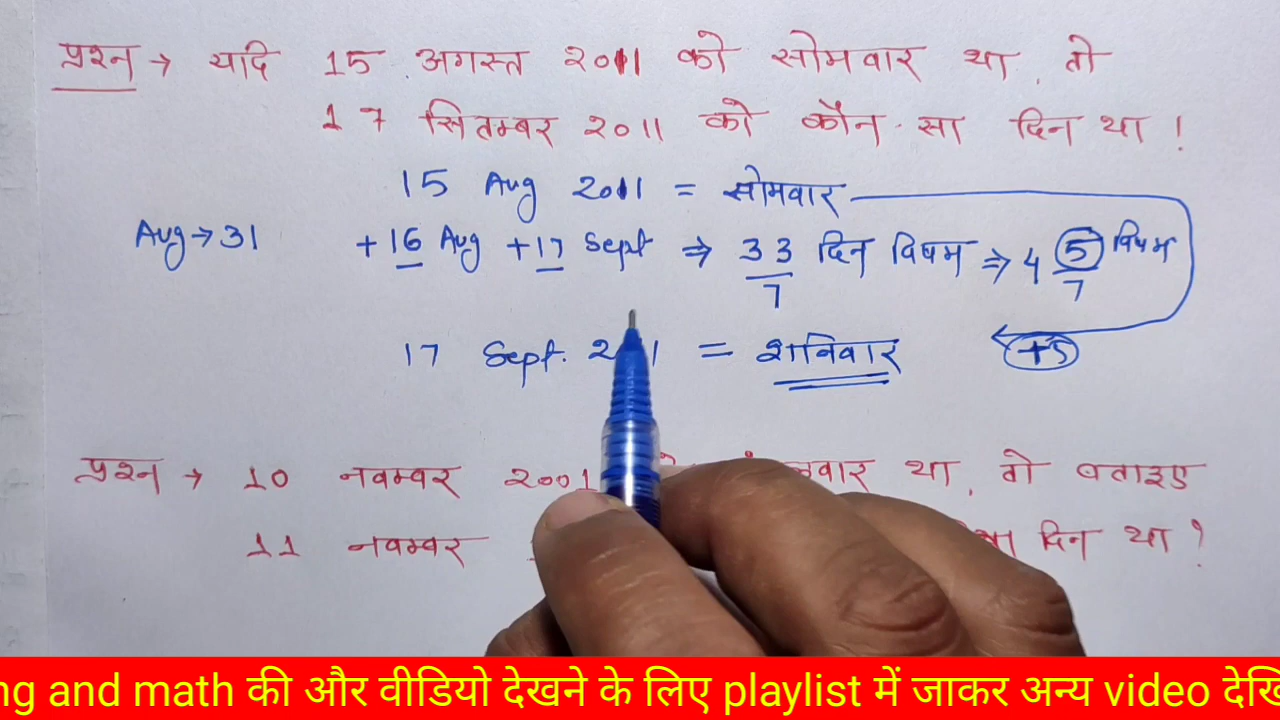 प्रश्न → यदि 15 अगस्त 2011 को सोमवार था, तो
17 सितम्बर 2011 को कौन-सा दिन था !
15 Aug 2011 = सोमवार
Aug → 31 +16 Aug +17 Sept ⇒ 33/7 दिन विषम ⇒ 4 5/7 विषम
17 Sept. 2011 = शनिवार +5
प्रश्न → 10 नवम्बर 2001 था, तो बताइए
11 नवम्बर दिन था ?
ng and math की और वीडियो देखने के लिए playlist में जाकर अन्य video देखि